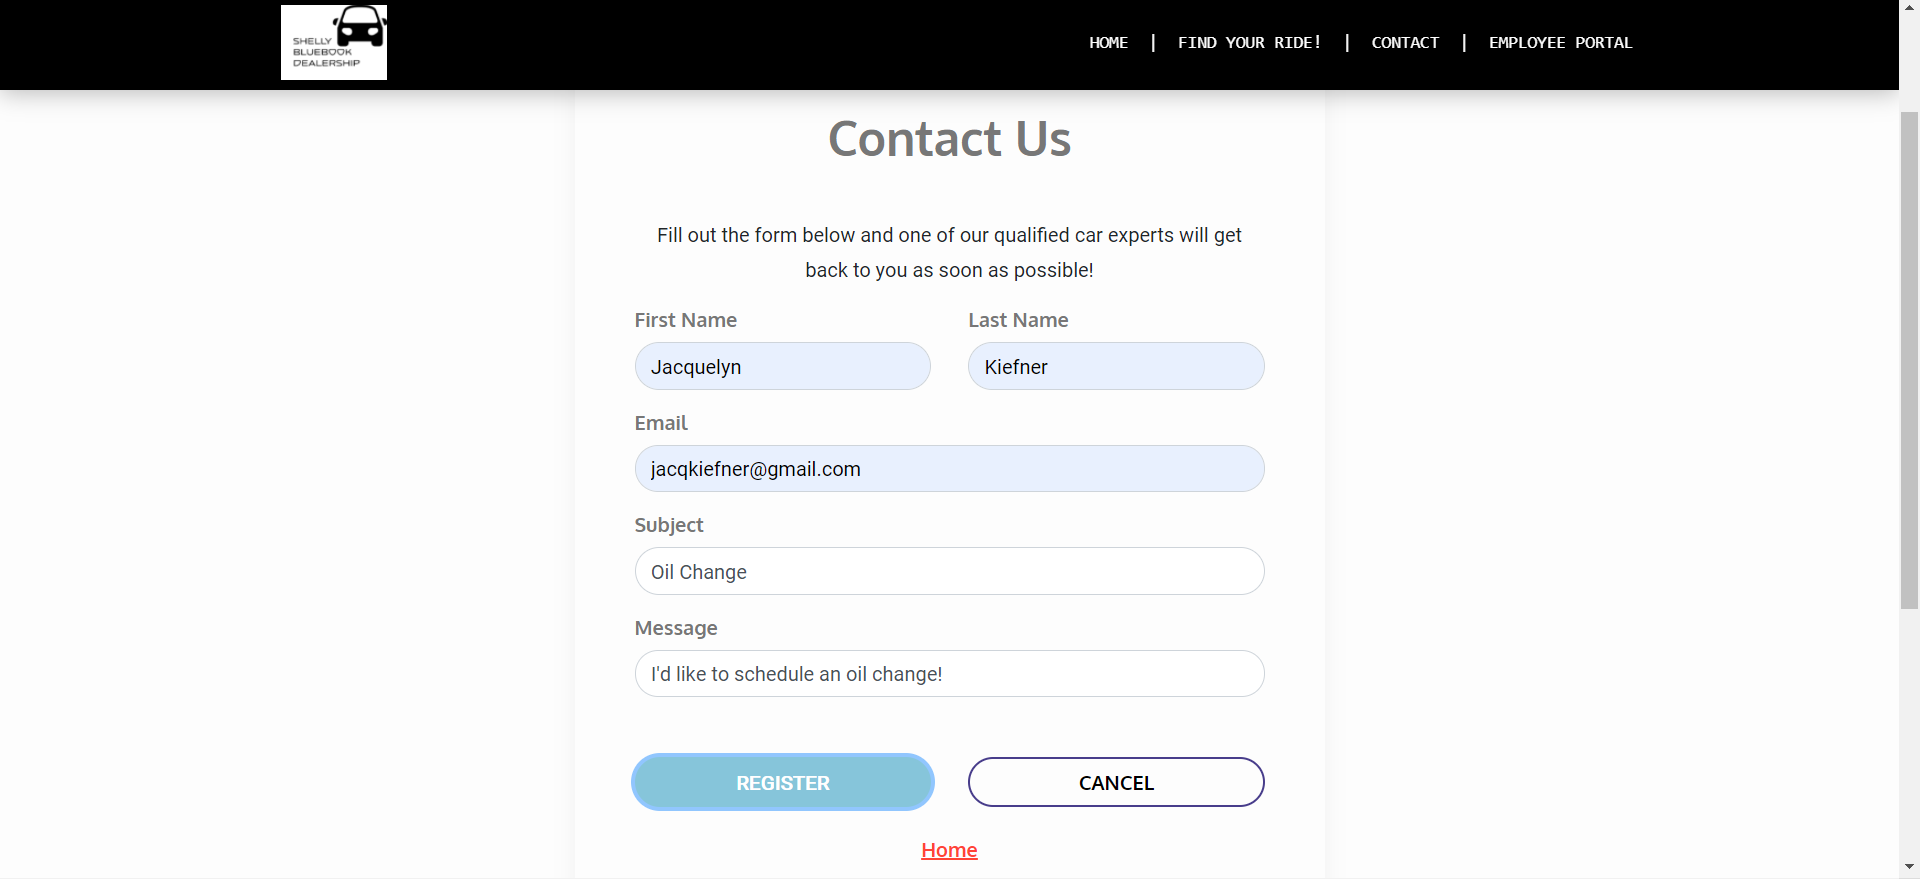 SHELLY
BLUEBOOK
DEALERSHIP
HOME | FIND YOUR RIDE! | CONTACT | EMPLOYEE PORTAL
Contact Us
Fill out the form below and one of our qualified car experts will get
back to you as soon as possible!
First Name Last Name
Jacquelyn Kiefner
Email
jacqkiefner@gmail.com
Subject
Oil Change
Message
I'd like to schedule an oil change!
REGISTER CANCEL
Home